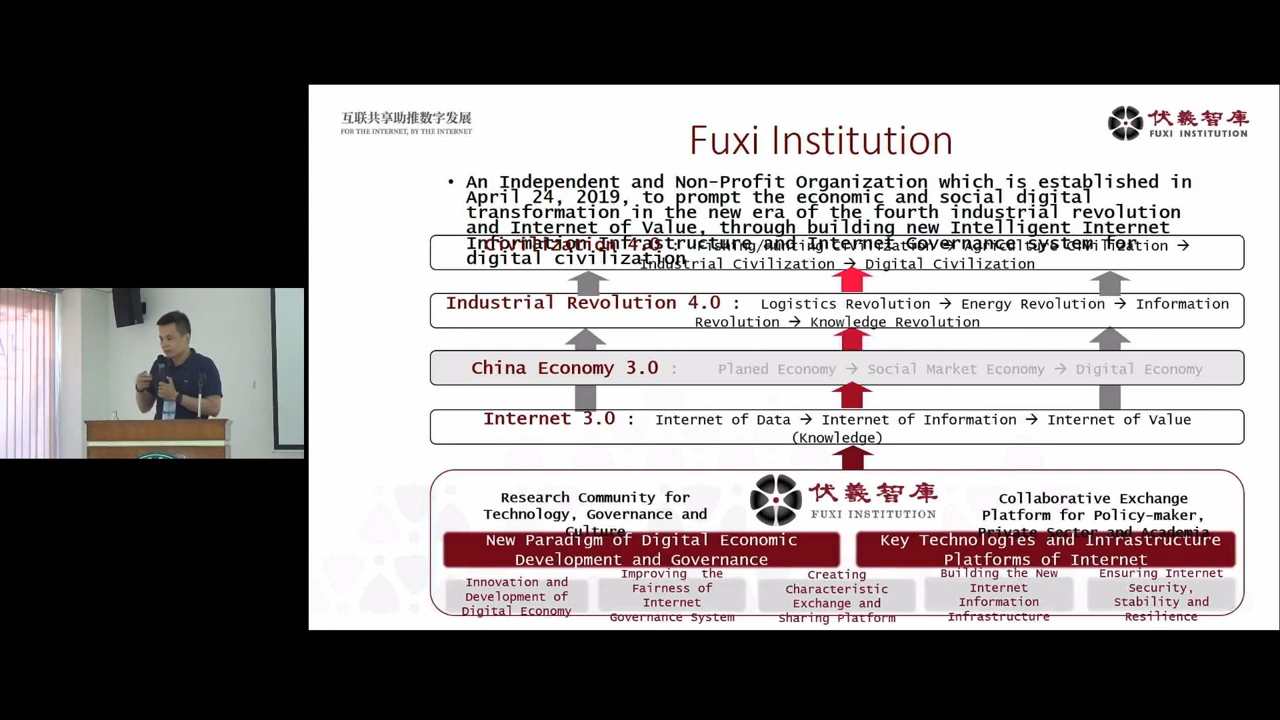 互联共享助推数字发展
FOR THE INTERNET, BY THE INTERNET
Fuxi Institution
伏羲智庫
FUXI INSTITUTION
• An Independent and Non-Profit Organization which is established in
April 24, 2019, to prompt the economic and social digital
transformation in the new era of the fourth industrial revolution
and Internet of Value, through building new Intelligent Internet
Information Infrastructure and Internet Governance System for
digital civilization
Civilization 4.0 : Fishing/Hunting Civilization → Agriculture Civilization →
Industrial Civilization → Digital Civilization
Industrial Revolution 4.0 : Logistics Revolution → Energy Revolution → Information
Revolution → Knowledge Revolution
China Economy 3.0 : Planed Economy → Social Market Economy → Digital Economy
Internet 3.0 : Internet of Data → Internet of Information → Internet of Value
(Knowledge)
Research Community for
Technology, Governance and
Culture
伏羲智庫
FUXI INSTITUTION
Collaborative Exchange
Platform for Policy-maker,
Private Sector and Academia
New Paradigm of Digital Economic
Development and Governance
Key Technologies and Infrastructure
Platforms of Internet
Innovation and
Development of
Digital Economy
Improving the
Fairness of
Internet
Governance System
Creating
Characteristic
Exchange and
Sharing Platform
Building the New
Internet
Information
Infrastructure
Ensuring Internet
Security,
Stability and
Resilience